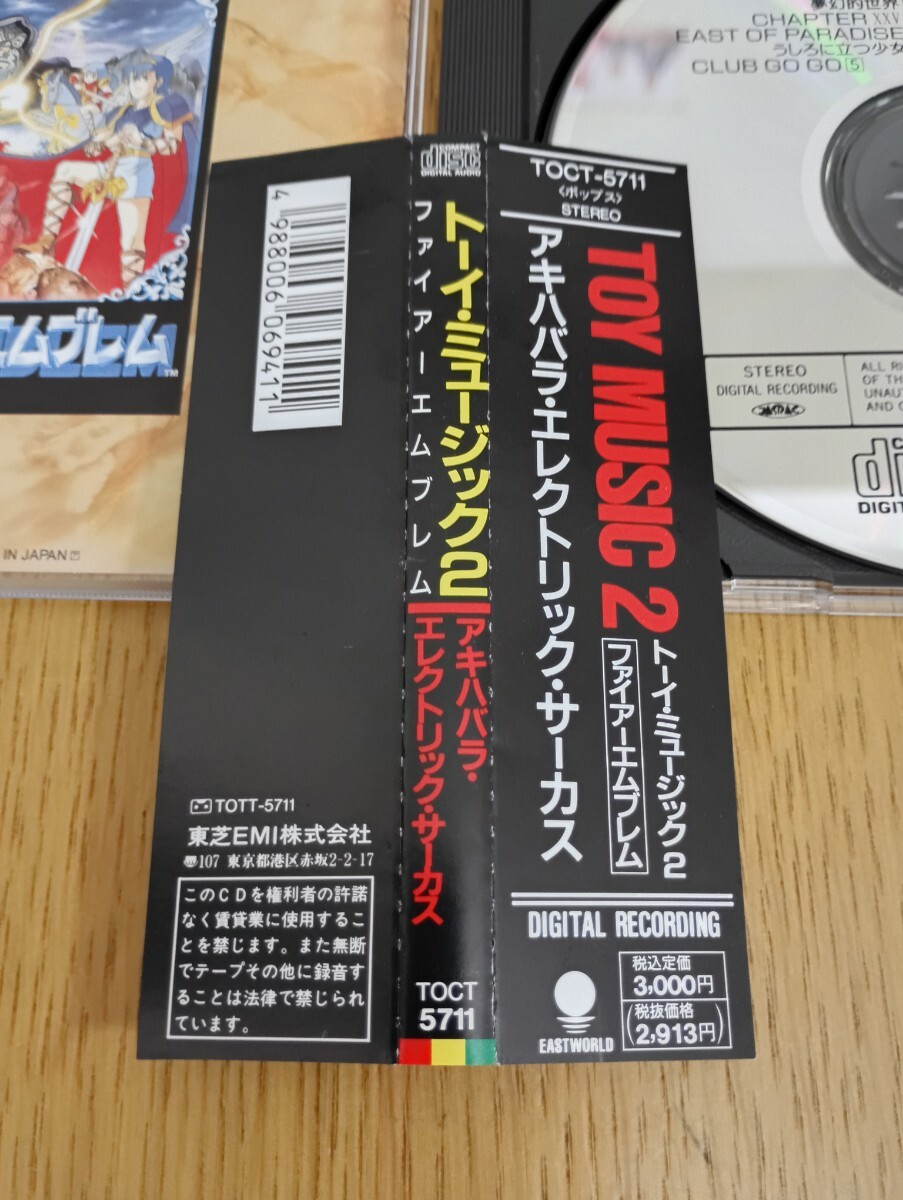 エムブレム
TM
IN JAPAN
4 988006 069411
TOTT-5711
東芝EMI株式会社
107 東京都港区赤坂2-2-17
このCDを権利者の許諾
なく賃貸業に使用するこ
とを禁じます。また無断
でテープその他に録音す
ることは法律で禁じられ
ています。
COMPACT
disc
DIGITAL AUDIO
トーイ・ミュージック2
ファイアーエムブレム
アキハバラ・
エレクトリック・サーカス
TOCT
5711
TOCT-5711
〈ポップス〉
STEREO
TOY MUSIC 2
トーイ・ミュージック2
ファイアーエムブレム
アキハバラ・エレクトリック・サーカス
DIGITAL RECORDING
EASTWORLD
税込定価
3,000円
(税抜価格
2,913円)
夢幻的世界
CHAPTER XXV
EAST OF PARADISE
うしろに立つ少女
CLUB GO GO 5
STEREO
DIGITAL RECORDING
JASRAC
ALL RI
OF THE
UNAUT
AND O
di
DIGIT